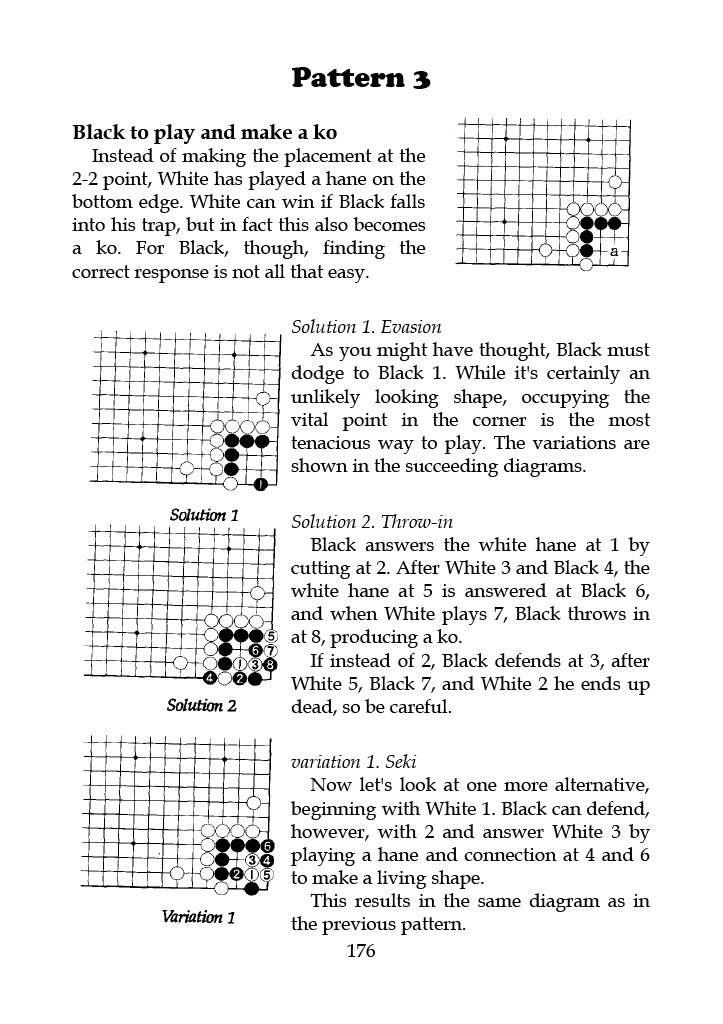 Pattern 3
Black to play and make a ko
Instead of making the placement at the
2-2 point, White has played a hane on the
bottom edge. White can win if Black falls
into his trap, but in fact this also becomes
a ko. For Black, though, finding the
correct response is not all that easy.
a
Solution 1. Evasion
As you might have thought, Black must
dodge to Black 1. While it's certainly an
unlikely looking shape, occupying the
vital point in the corner is the most
tenacious way to play. The variations are
shown in the succeeding diagrams.
1
Solution 1
Solution 2. Throw-in
Black answers the white hane at 1 by
cutting at 2. After White 3 and Black 4, the
white hane at 5 is answered at Black 6,
and when White plays 7, Black throws in
at 8, producing a ko.
If instead of 2, Black defends at 3, after
White 5, Black 7, and White 2 he ends up
dead, so be careful.
5
6 7
1 3 8
4 2
Solution 2
variation 1. Seki
Now let's look at one more alternative,
beginning with White 1. Black can defend,
however, with 2 and answer White 3 by
playing a hane and connection at 4 and 6
to make a living shape.
This results in the same diagram as in
the previous pattern.
6
3 4
2 1 5
Variation 1
176